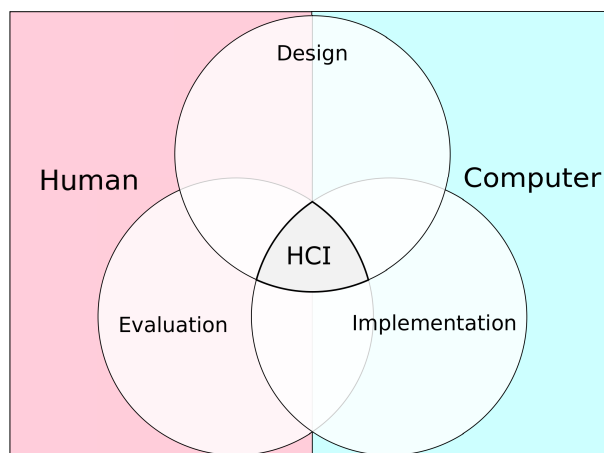 Design
Human
Computer
HCI
Evaluation
Implementation